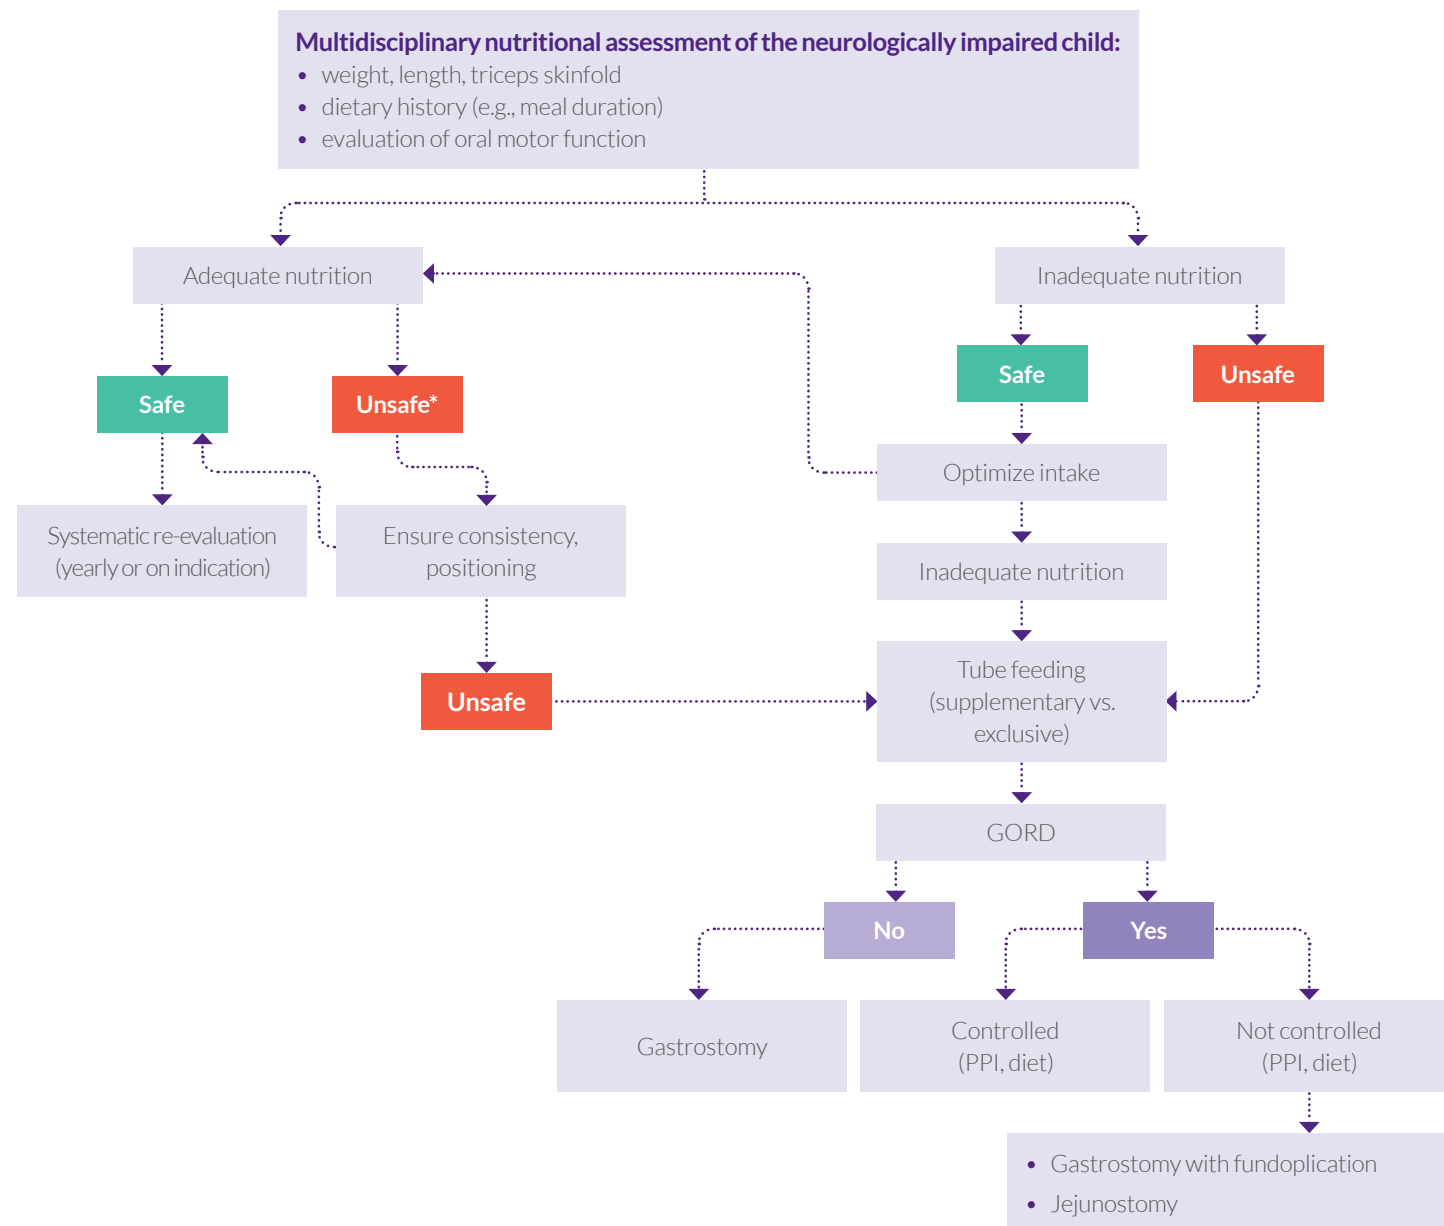 Multidisciplinary nutritional assessment of the neurologically impaired child:
• weight, length, triceps skinfold
• dietary history (e.g., meal duration)
• evaluation of oral motor function
Adequate nutrition
Inadequate nutrition
Safe
Unsafe*
Safe
Unsafe
Optimize intake
Systematic re-evaluation
(yearly or on indication)
Ensure consistency,
positioning
Inadequate nutrition
Unsafe
Tube feeding
(supplementary vs.
exclusive)
GORD
No
Yes
Gastrostomy
Controlled
(PPI, diet)
Not controlled
(PPI, diet)
• Gastrostomy with fundoplication
• Jejunostomy